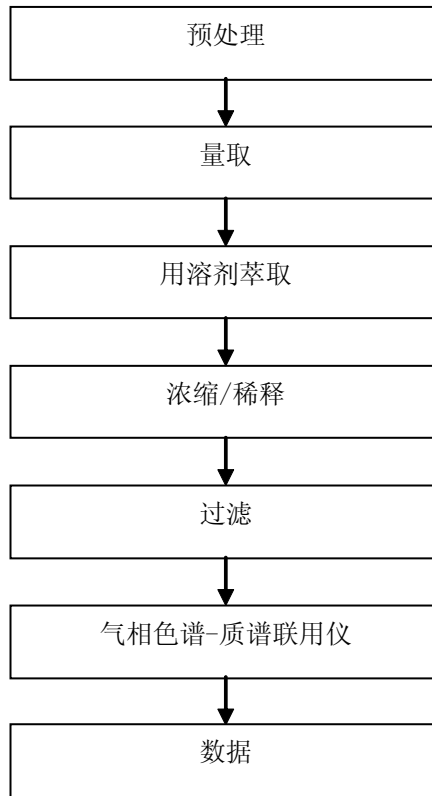 预处理
量取
用溶剂萃取
浓缩/稀释
过滤
气相色谱-质谱联用仪
数据